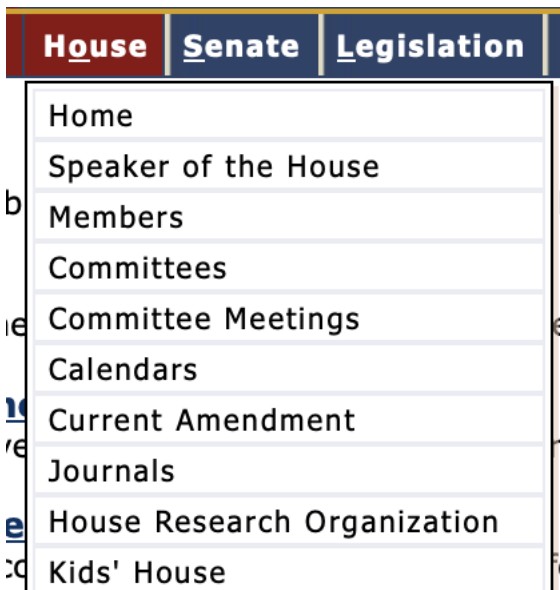 House Senate Legislation
Home
Speaker of the House
Members
Committees
Committee Meetings
Calendars
Current Amendment
Journals
House Research Organization
Kids' House